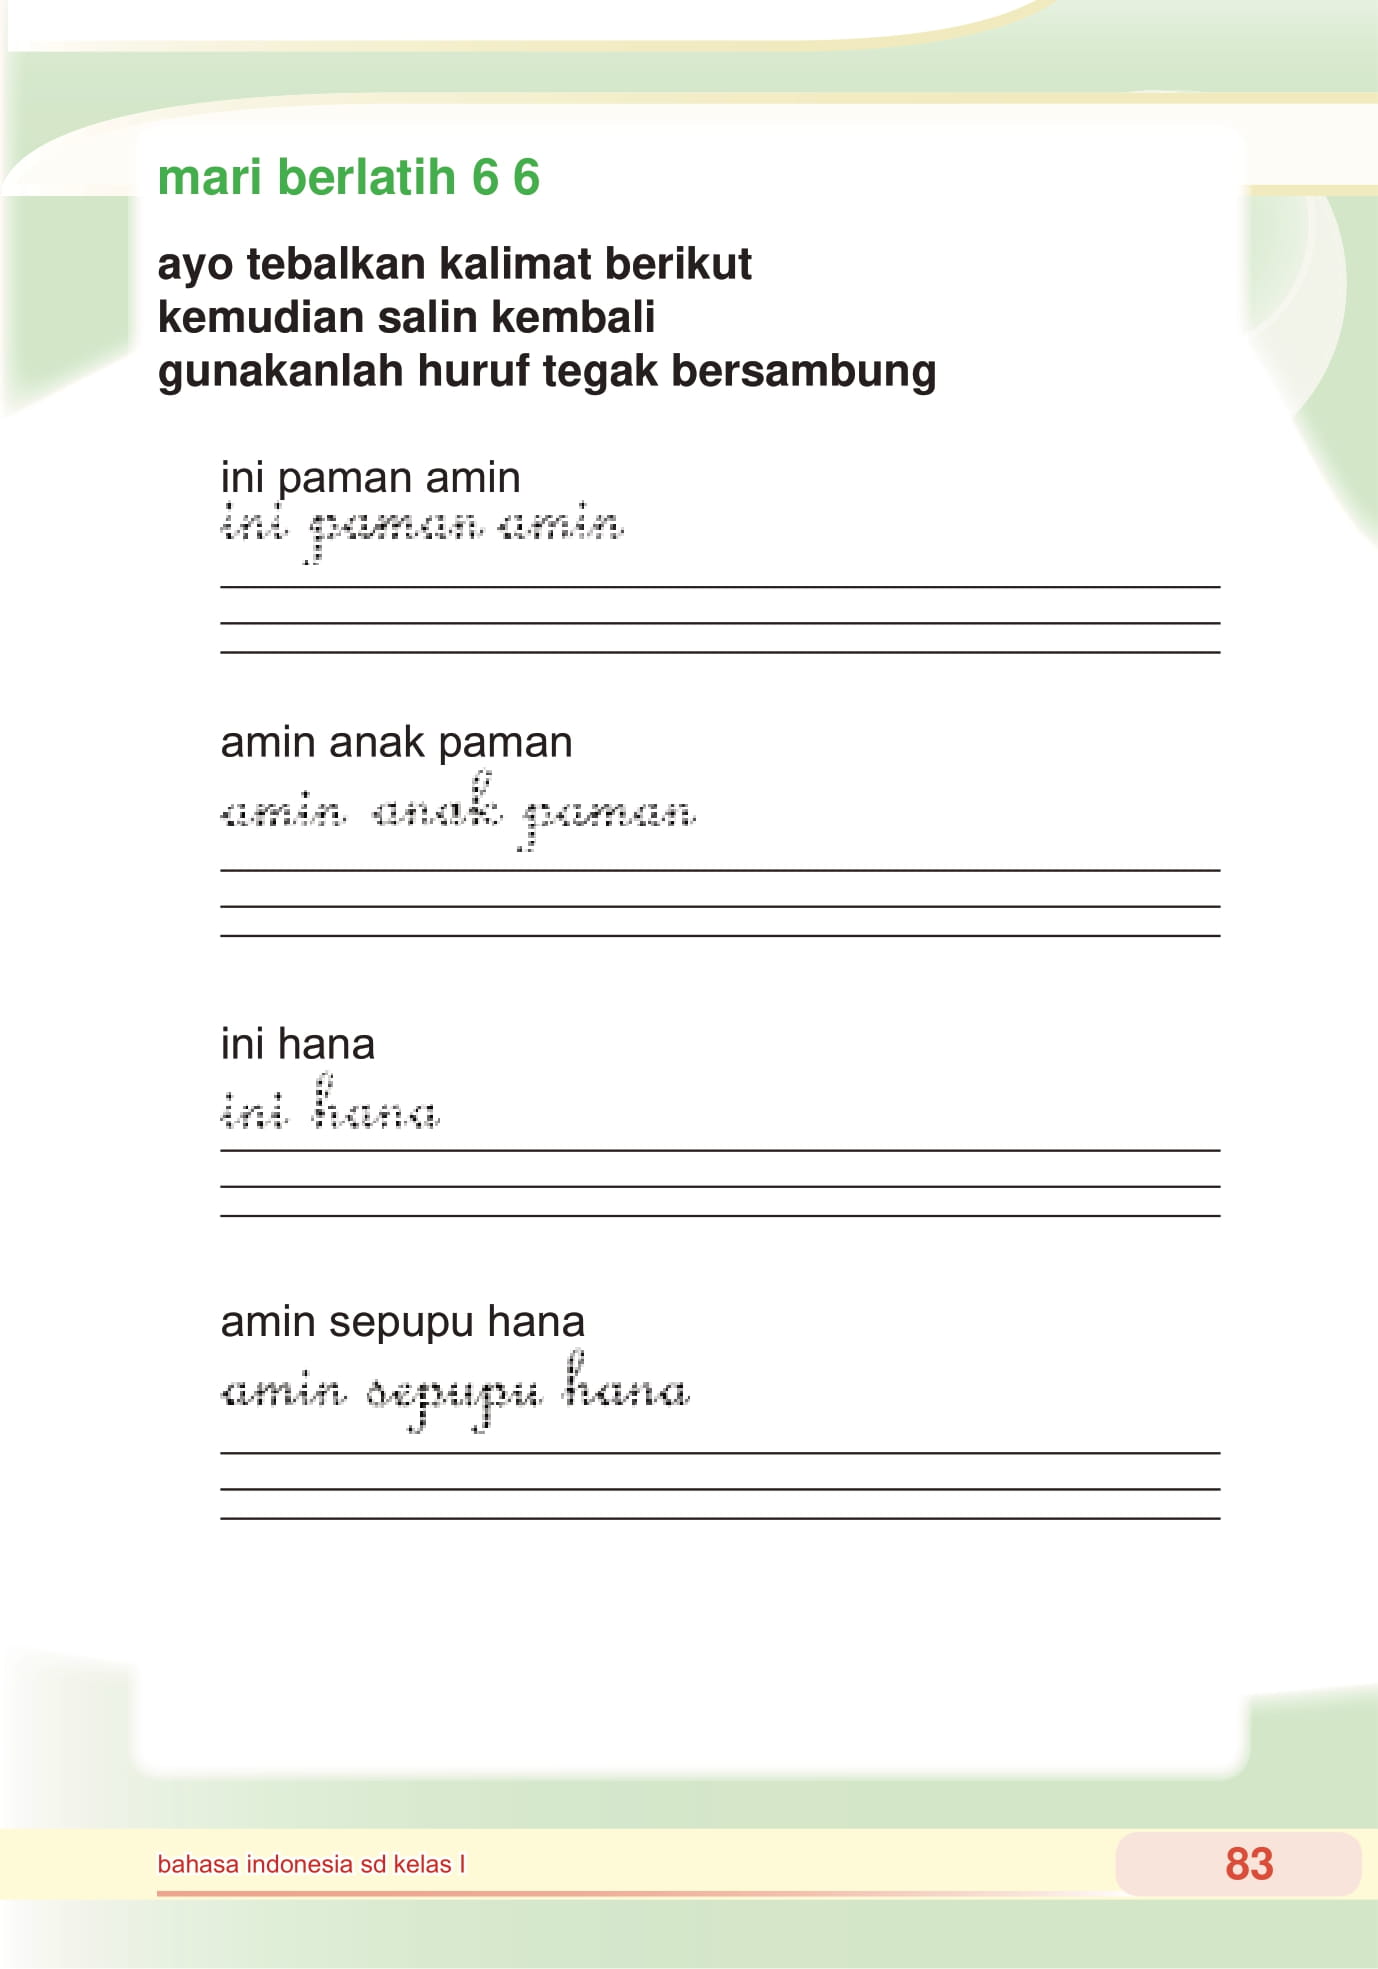 mari berlatih 6 6
ayo tebalkan kalimat berikut
kemudian salin kembali
gunakanlah huruf tegak bersambung
ini paman amin
ini paman amin
amin anak paman
amin anak paman
ini hana
ini hana
amin sepupu hana
amin sepupu hana
bahasa indonesia sd kelas I
83